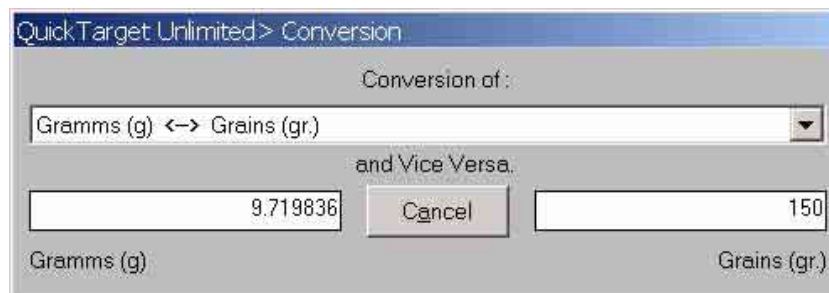 QuickTarget Unlimited> Conversion
Conversion of :
Gramms (g) <--> Grains (gr.)
and Vice Versa.
9.719836 Cancel 150
Gramms (g) Grains (gr.)